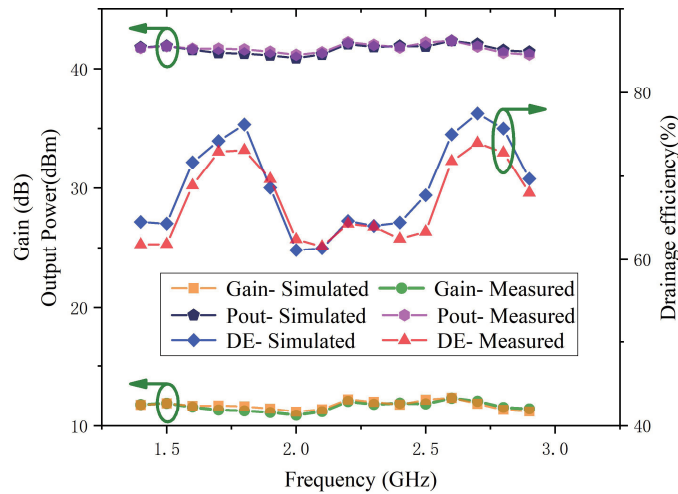 Gain (dB)
Output Power(dBm)
40
30
20
10
80
60
40
Drainage efficiency(%)
Gain- Simulated
Gain- Measured
Pout- Simulated
Pout- Measured
DE- Simulated
DE- Measured
1.5
2.0
2.5
3.0
Frequency (GHz)